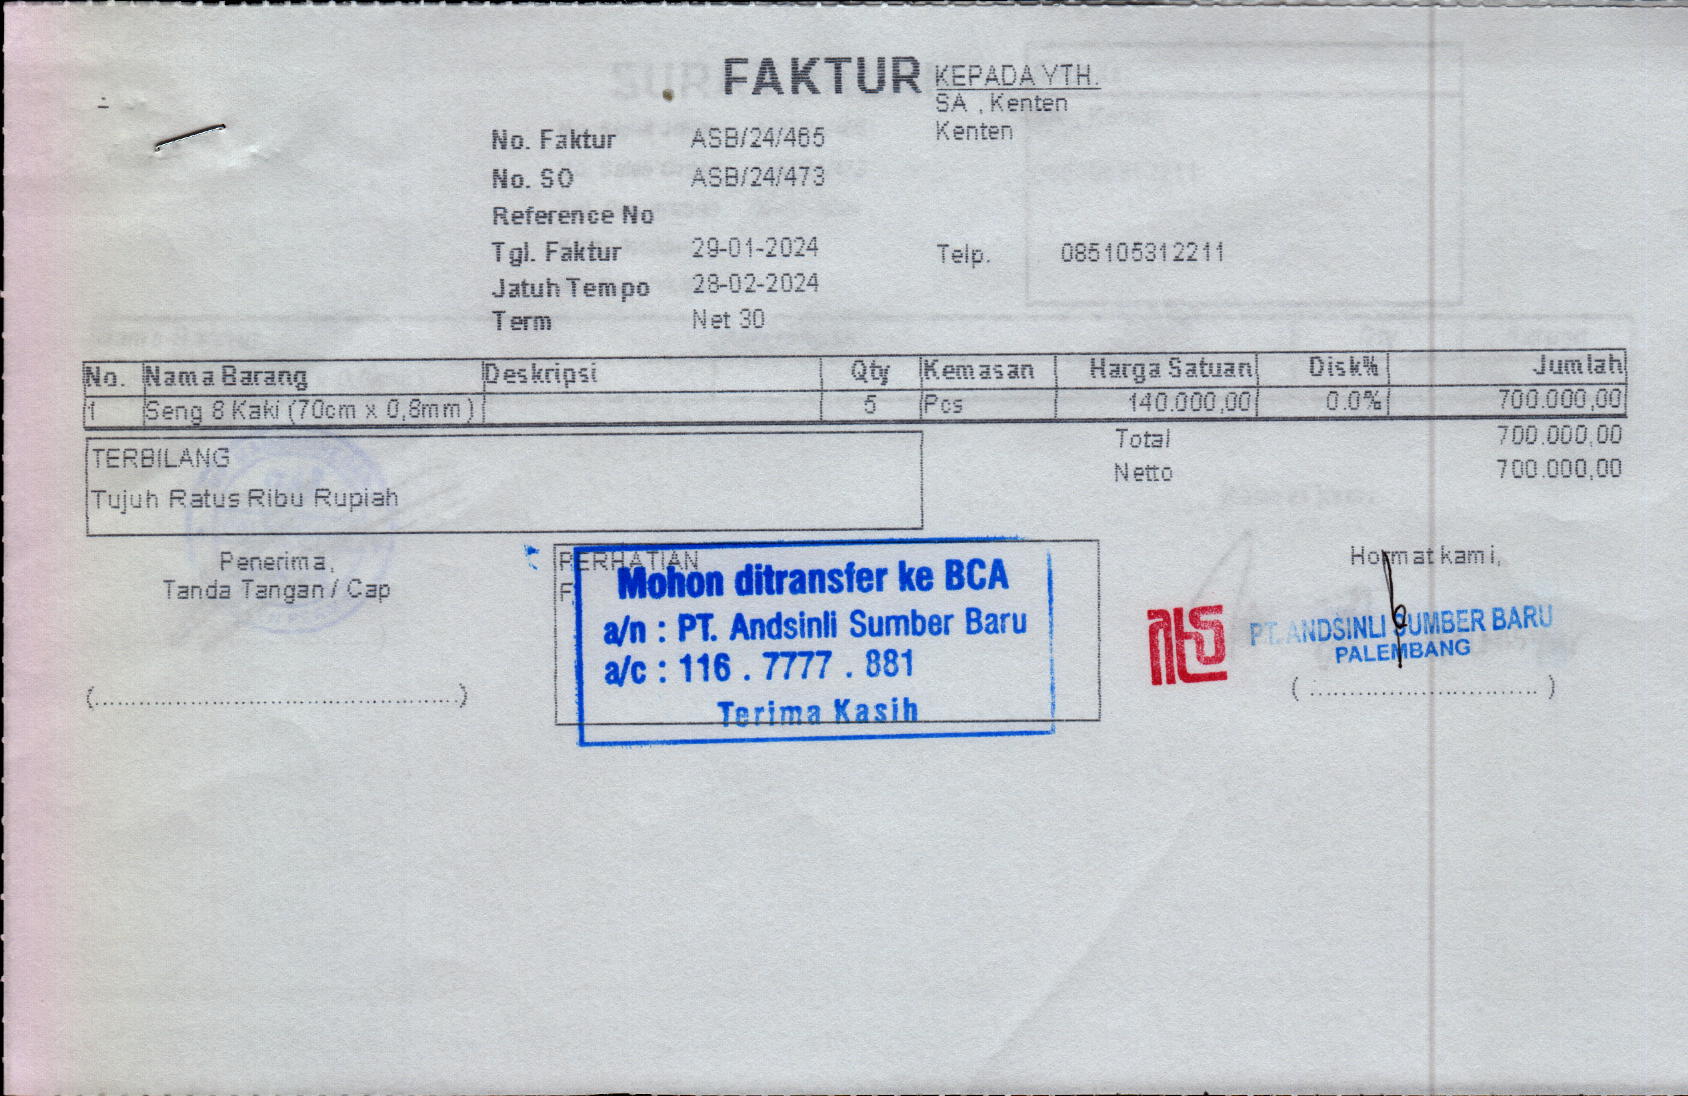 FAKTUR
KEPADA YTH.
SA , Kenten
Kenten
No. Faktur ASB/24/465
No. SO ASB/24/473
Reference No
Tgl. Faktur 29-01-2024
Telp. 085105312211
Jatuh Tempo 28-02-2024
Term Net 30
No. Nama Barang Deskripsi Qty Kemasan Harga Satuan Disk% Jumlah
1 Seng 8 Kaki (70cm x 0,8mm) 5 Pcs 140.000,00 0.0% 700.000,00
Total 700.000,00
Netto 700.000,00
TERBILANG
Tujuh Ratus Ribu Rupiah
Penerima,
Tanda Tangan / Cap
(................................................)
PERHATIAN
Mohon ditransfer ke BCA
a/n : PT. Andsinli Sumber Baru
a/c : 116 . 7777 . 881
Terima Kasih
Hormat kami,
PT. ANDSINLI SUMBER BARU
PALEMBANG
( .............................. )